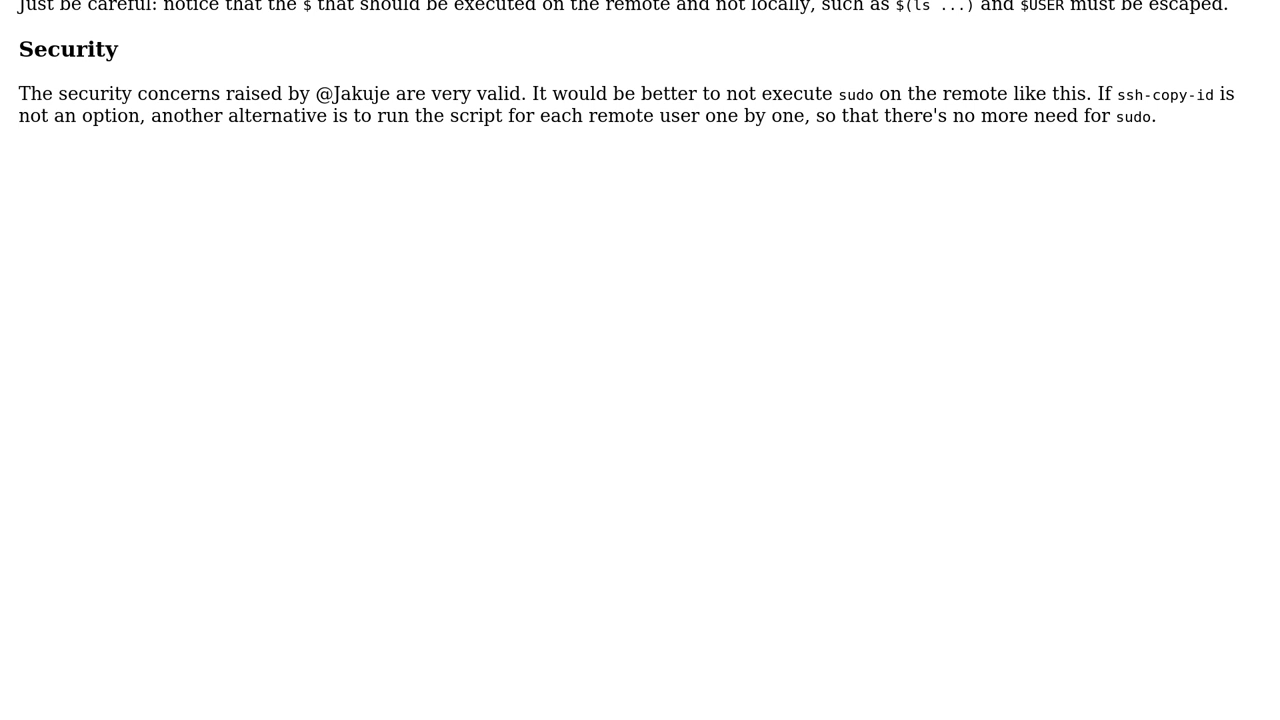 Just be careful: notice that the $ that should be executed on the remote and not locally, such as $(ls ...) and $USER must be escaped.
Security
The security concerns raised by @Jakuje are very valid. It would be better to not execute sudo on the remote like this. If ssh-copy-id is
not an option, another alternative is to run the script for each remote user one by one, so that there's no more need for sudo.